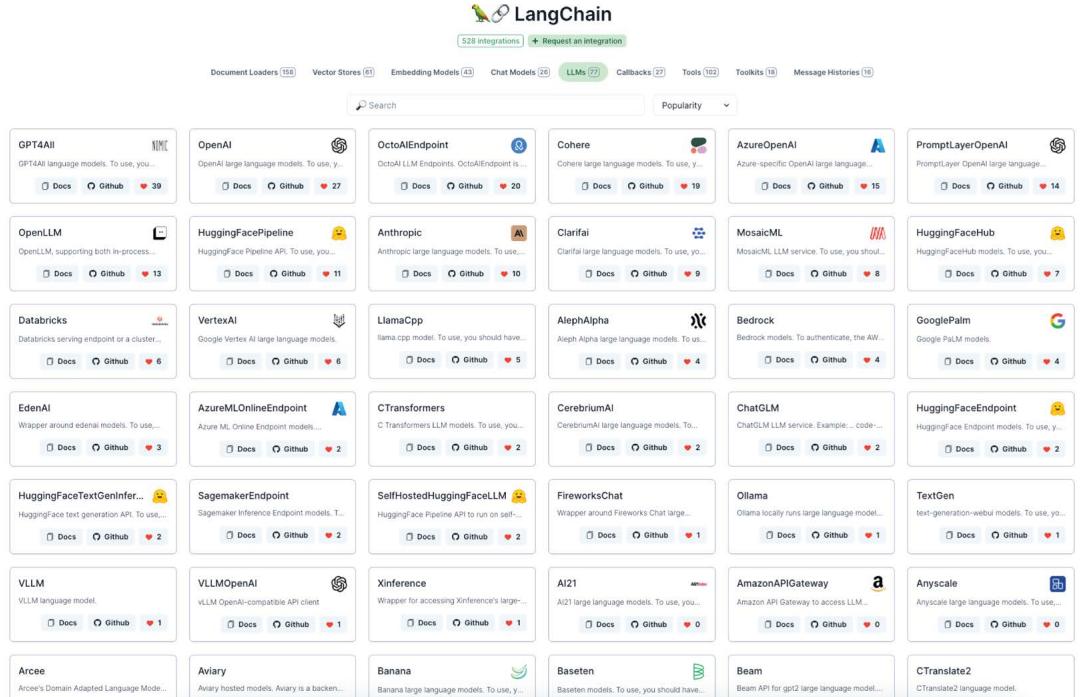 LangChain
528 integrations + Request an integration
Document Loaders 158 Vector Stores 61 Embedding Models 43 Chat Models 26 LLMs 77 Callbacks 27 Tools 102 Toolkits 18 Message Histories 16
Search Popularity
GPT4All NOMIC
GPT4All language models. To use, you...
Docs Github 39
OpenAI
OpenAI large language models. To use, y...
Docs Github 27
OctoAIEndpoint
OctoAI LLM Endpoints. OctoAIEndpoint is ...
Docs Github 20
Cohere
Cohere large language models. To use, y...
Docs Github 19
AzureOpenAI
Azure-specific OpenAI large language...
Docs Github 15
PromptLayerOpenAI
PromptLayer OpenAI large language...
Docs Github 14
OpenLLM
OpenLLM, supporting both in-process...
Docs Github 13
HuggingFacePipeline
HuggingFace Pipeline API. To use, you...
Docs Github 11
Anthropic
Anthropic large language models. To use,...
Docs Github 10
Clarifai
Clarifai large language models. To use, yo...
Docs Github 9
MosaicML
MosaicML LLM service. To use, you shoul...
Docs Github 8
HuggingFaceHub
HuggingFaceHub models. To use, you...
Docs Github 7
Databricks
Databricks serving endpoint or a cluster...
Docs Github 6
VertexAI
Google Vertex AI large language models.
Docs Github 6
LlamaCpp
llama.cpp model. To use, you should have...
Docs Github 5
AlephAlpha
Aleph Alpha large language models. To us...
Docs Github 4
Bedrock
Bedrock models. To authenticate, the AW...
Docs Github 4
GooglePalm
Google PaLM models.
Docs Github 4
EdenAI
Wrapper around edenai models. To use,...
Docs Github 3
AzureMLOnlineEndpoint
Azure ML Online Endpoint models....
Docs Github 2
CTransformers
C Transformers LLM models. To use, you...
Docs Github 2
CerebriumAI
CerebriumAI large language models. To...
Docs Github 2
ChatGLM
ChatGLM LLM service. Example: .. code-...
Docs Github 2
HuggingFaceEndpoint
HuggingFace Endpoint models. To use, y...
Docs Github 2
HuggingFaceTextGenInfer...
HuggingFace text generation API. To use,...
Docs Github 2
SagemakerEndpoint
Sagemaker Inference Endpoint models. T...
Docs Github 2
SelfHostedHuggingFaceLLM
HuggingFace Pipeline API to run on self-...
Docs Github 2
FireworksChat
Wrapper around Fireworks Chat large...
Docs Github 1
Ollama
Ollama locally runs large language model...
Docs Github 1
TextGen
text-generation-webui models. To use, yo...
Docs Github 1
VLLM
VLLM language model.
Docs Github 1
VLLMOpenAI
vLLM OpenAI-compatible API client
Docs Github 1
Xinference
Wrapper for accessing Xinference's large-...
Docs Github 1
AI21
AI21 large language models. To use, you...
Docs Github 0
AmazonAPIGateway
Amazon API Gateway to access LLM...
Docs Github 0
Anyscale
Anyscale large language models. To use,...
Docs Github 0
Arcee
Arcee's Domain Adapted Language Mode...
Aviary
Aviary hosted models. Aviary is a backen...
Banana
Banana large language models. To use, y...
Baseten
Baseten models. To use, you should have...
Beam
Beam API for gpt2 large language model....
CTranslate2
CTranslate2 language model.